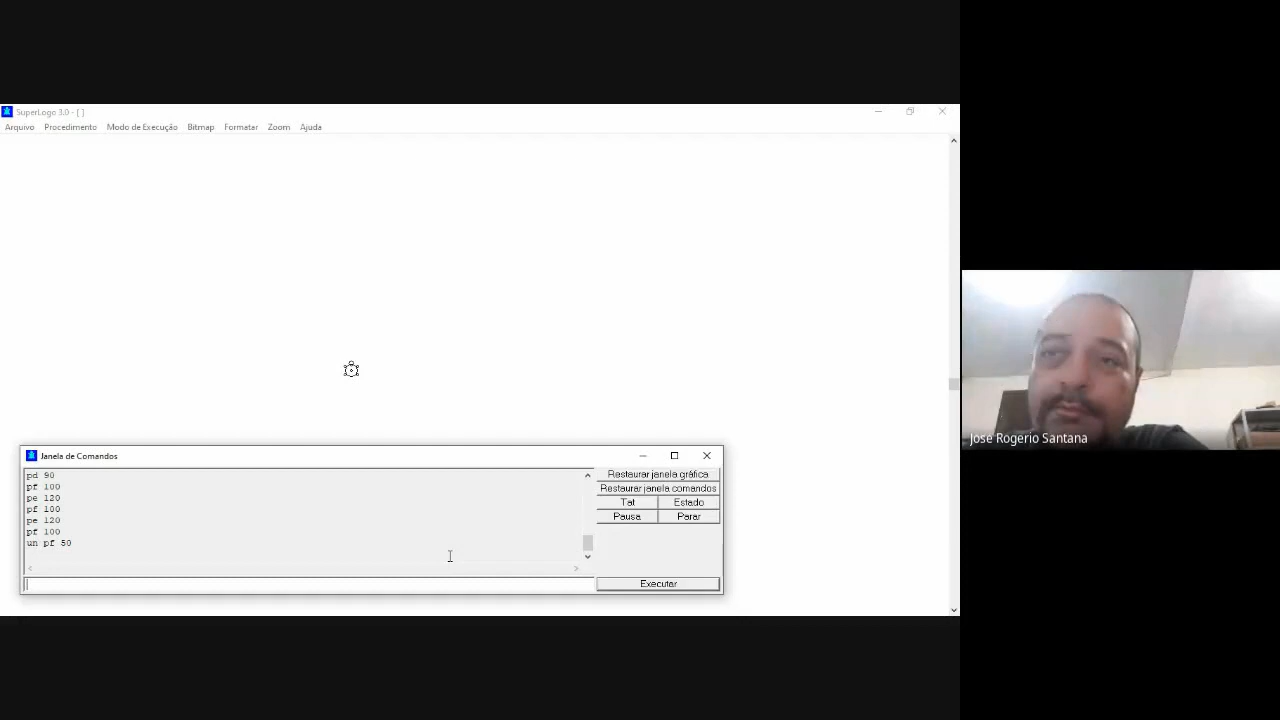 SuperLogo 3.0 - [ ]
Arquivo Procedimento Modo de Execução Bitmap Formatar Zoom Ajuda
Janela de Comandos
pd 90
pf 100
pe 120
pf 100
pe 120
pf 100
un pf 50
Restaurar janela gráfica
Restaurar janela comandos
Tat Estado
Pausa Parar
Executar
Jose Rogerio Santana